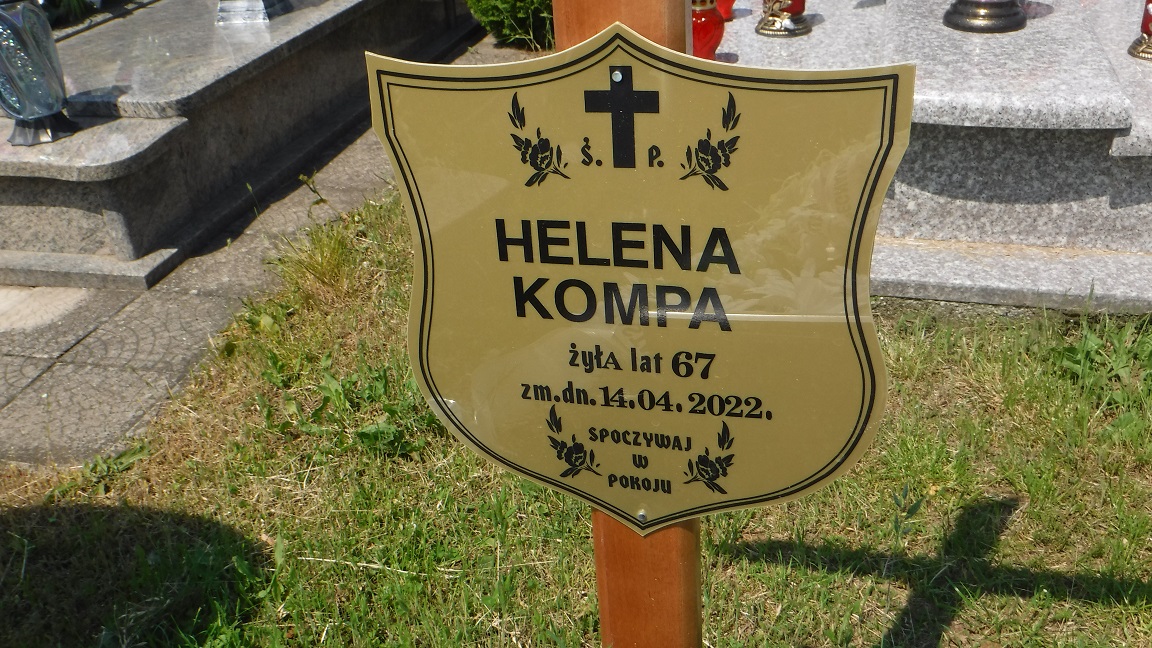 Ś. P.
HELENA
KOMPA
żyłA lat 67
zm.dn.14.04.2022.
SPOCZYWAJ
W
POKOJU